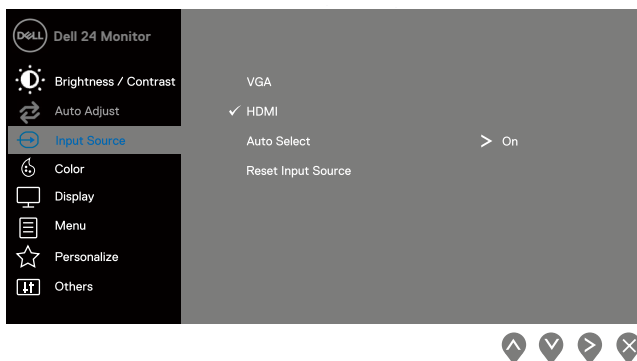 DELL Dell 24 Monitor
Brightness / Contrast
Auto Adjust
Input Source
Color
Display
Menu
Personalize
Others
VGA
✓ HDMI
Auto Select > On
Reset Input Source